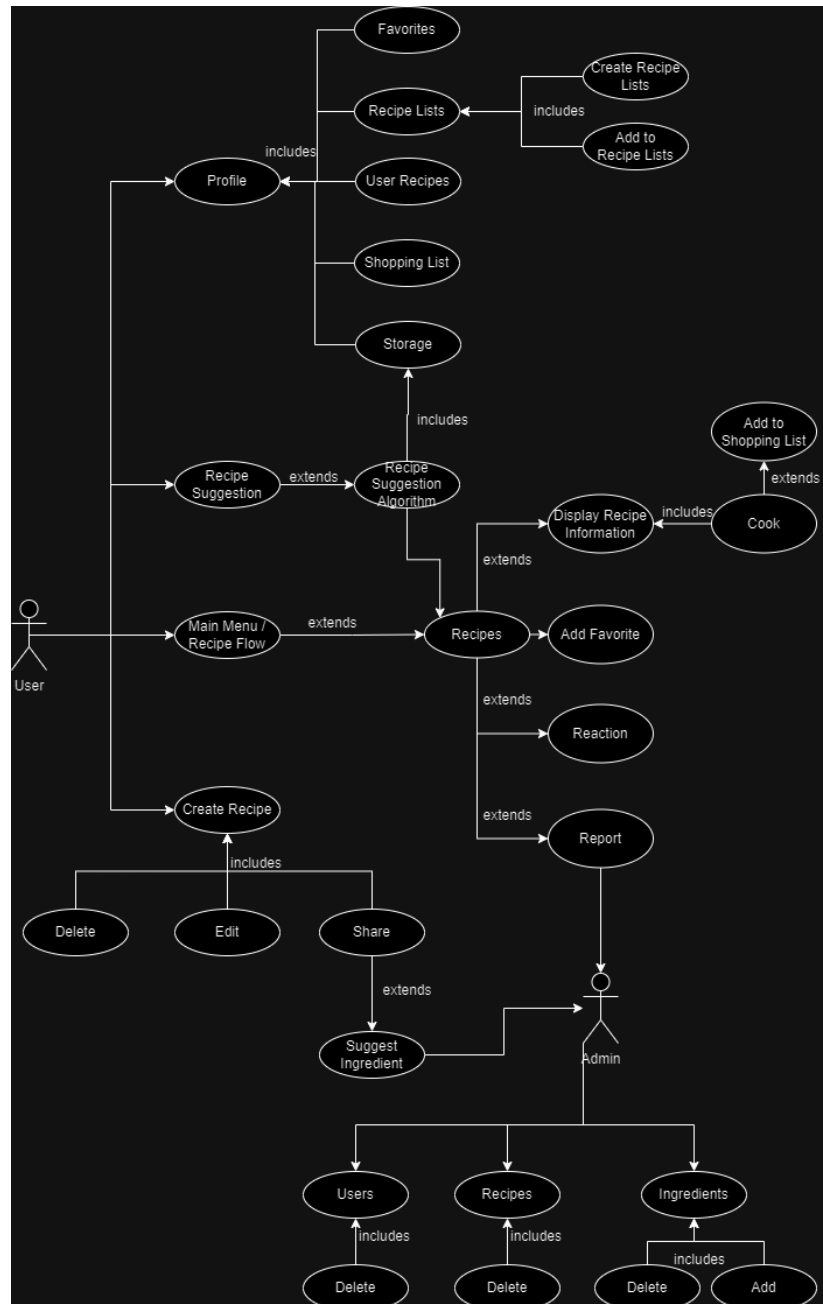 Favorites
Create Recipe
Lists
Recipe Lists
includes
Add to
Recipe Lists
includes
Profile
User Recipes
Shopping List
Storage
includes
Add to
Shopping List
Recipe
Suggestion
extends
Recipe
Suggestion
Algorithm
extends
Display Recipe
Information
includes
Cook
extends
Main Menu /
Recipe Flow
extends
Recipes
Add Favorite
User
extends
Reaction
Create Recipe
extends
Report
includes
Delete
Edit
Share
extends
Suggest
Ingredient
Admin
Users
Recipes
Ingredients
includes
includes
includes
Delete
Delete
Delete
Add